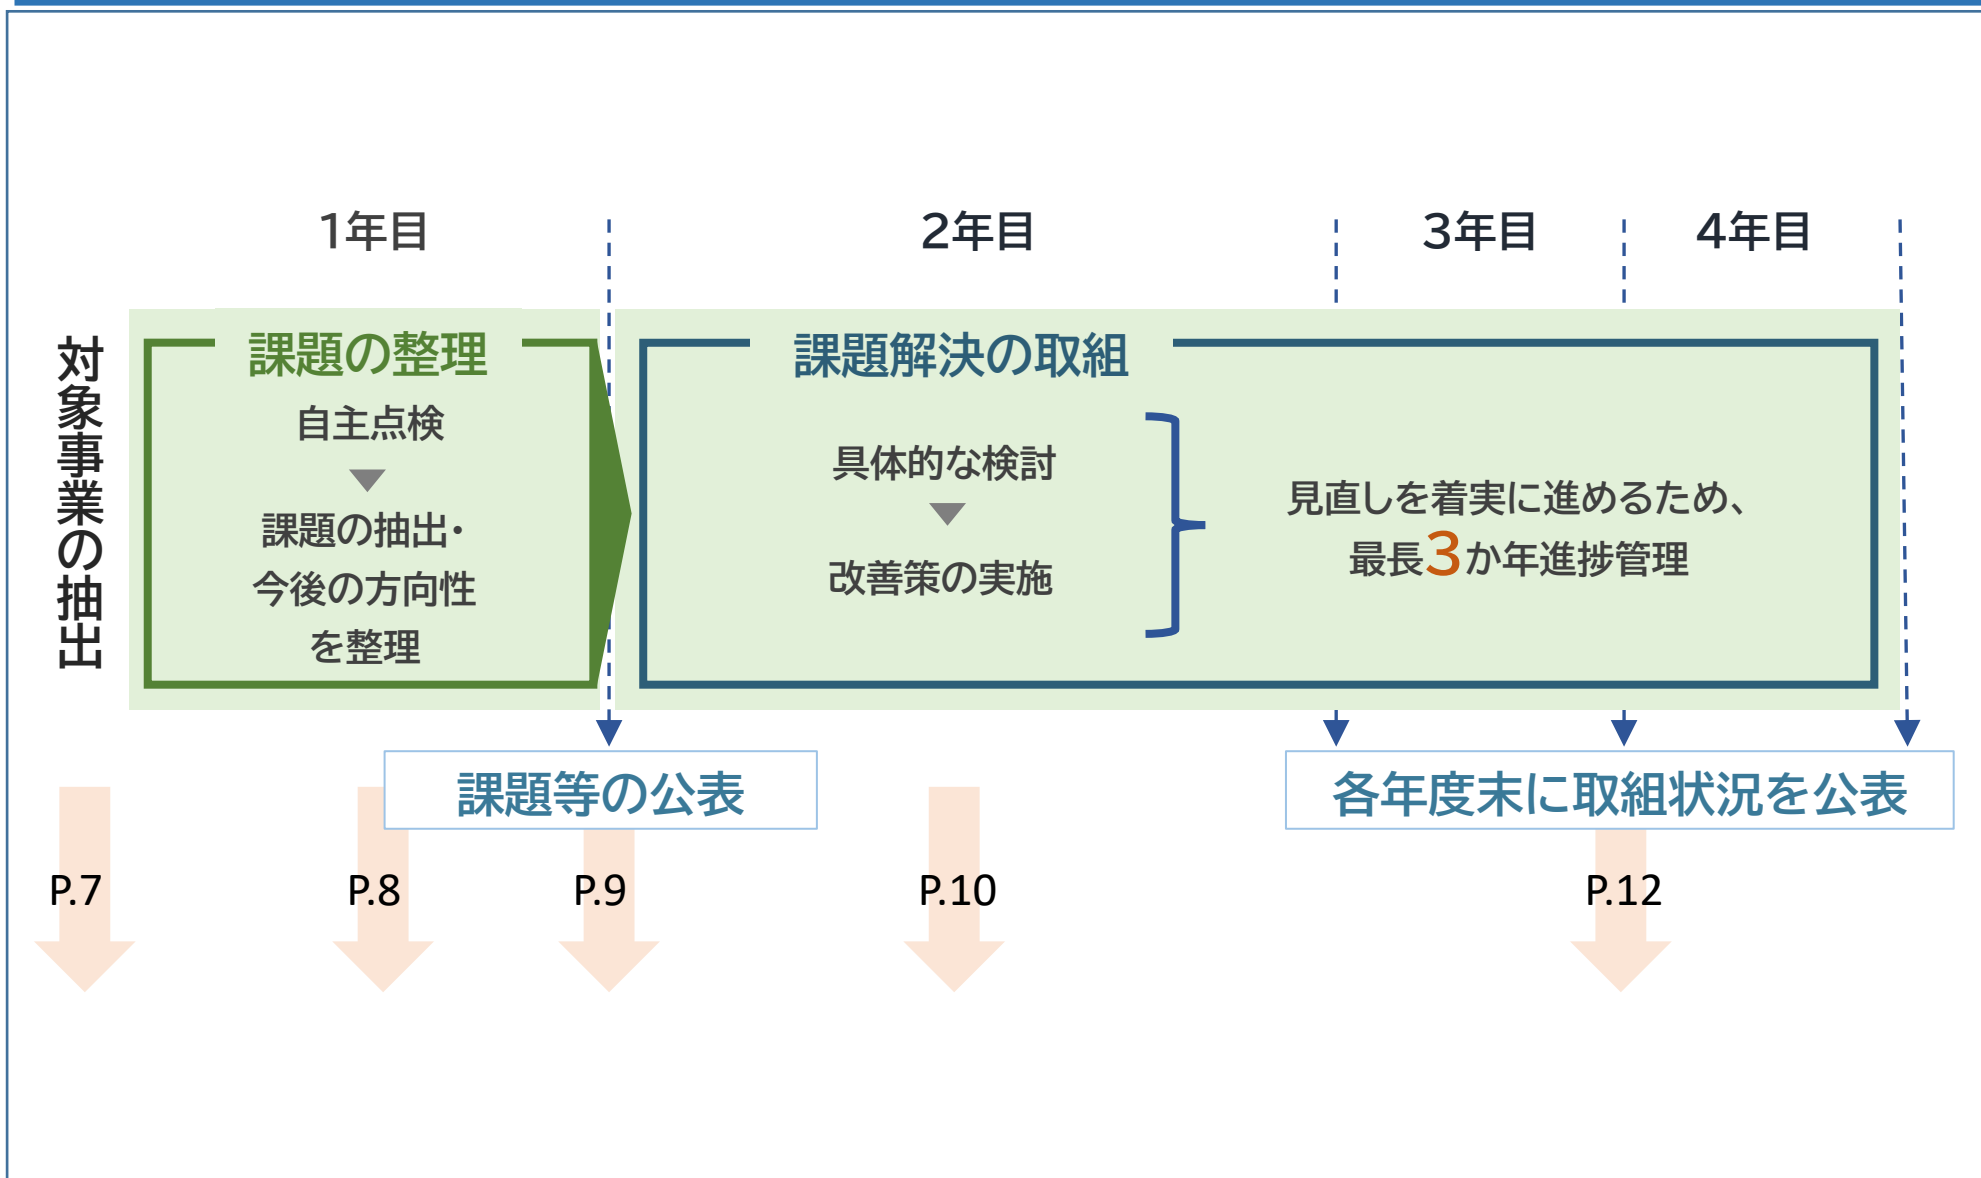 1年目
2年目
3年目
4年目
対象事業の抽出
課題の整理
自主点検
課題の抽出・
今後の方向性
を整理
課題解決の取組
具体的な検討
改善策の実施
見直しを着実に進めるため、
最長3か年進捗管理
課題等の公表
各年度末に取組状況を公表
P.7
P.8
P.9
P.10
P.12